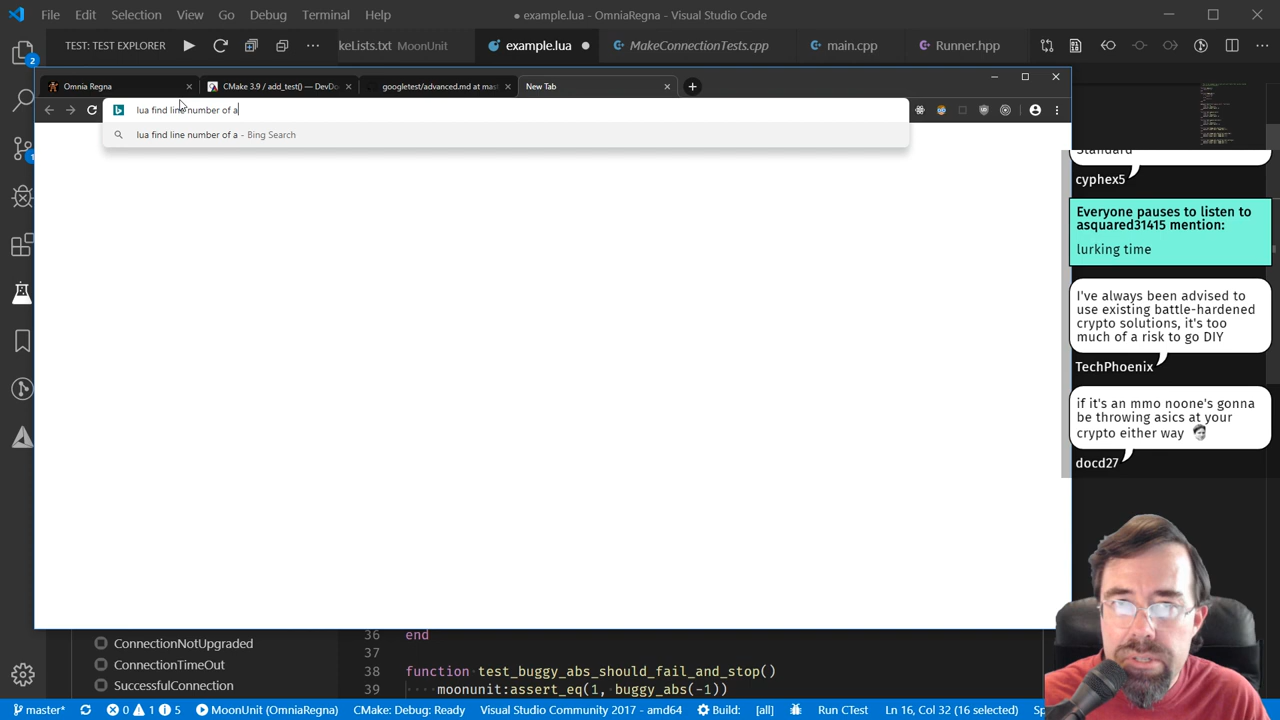 File Edit Selection View Go Debug Terminal Help
example.lua - OmniaRegna - Visual Studio Code
TEST: TEST EXPLORER
keLists.txt MoonUnit
example.lua
MakeConnectionTests.cpp
main.cpp
Runner.hpp
Omnia Regna
CMake 3.9 / add_test() — DevDo
googletest/advanced.md at mast
New Tab
lua find line number of a
lua find line number of a - Bing Search
Standard
cyphex5
Everyone pauses to listen to
asquared31415 mention:
lurking time
I've always been advised to
use existing battle-hardened
crypto solutions, it's too
much of a risk to go DIY
TechPhoenix
if it's an mmo noone's gonna
be throwing asics at your
crypto either way
docd27
ConnectionNotUpgraded
ConnectionTimeOut
SuccessfulConnection
36 end
37
38 function test_buggy_abs_should_fail_and_stop()
39 moonunit:assert_eq(1, buggy_abs(-1))
master* 0 1 5 MoonUnit (OmniaRegna) CMake: Debug: Ready Visual Studio Community 2017 - amd64 Build: [all] Run CTest Ln 16, Col 32 (16 selected) Sp